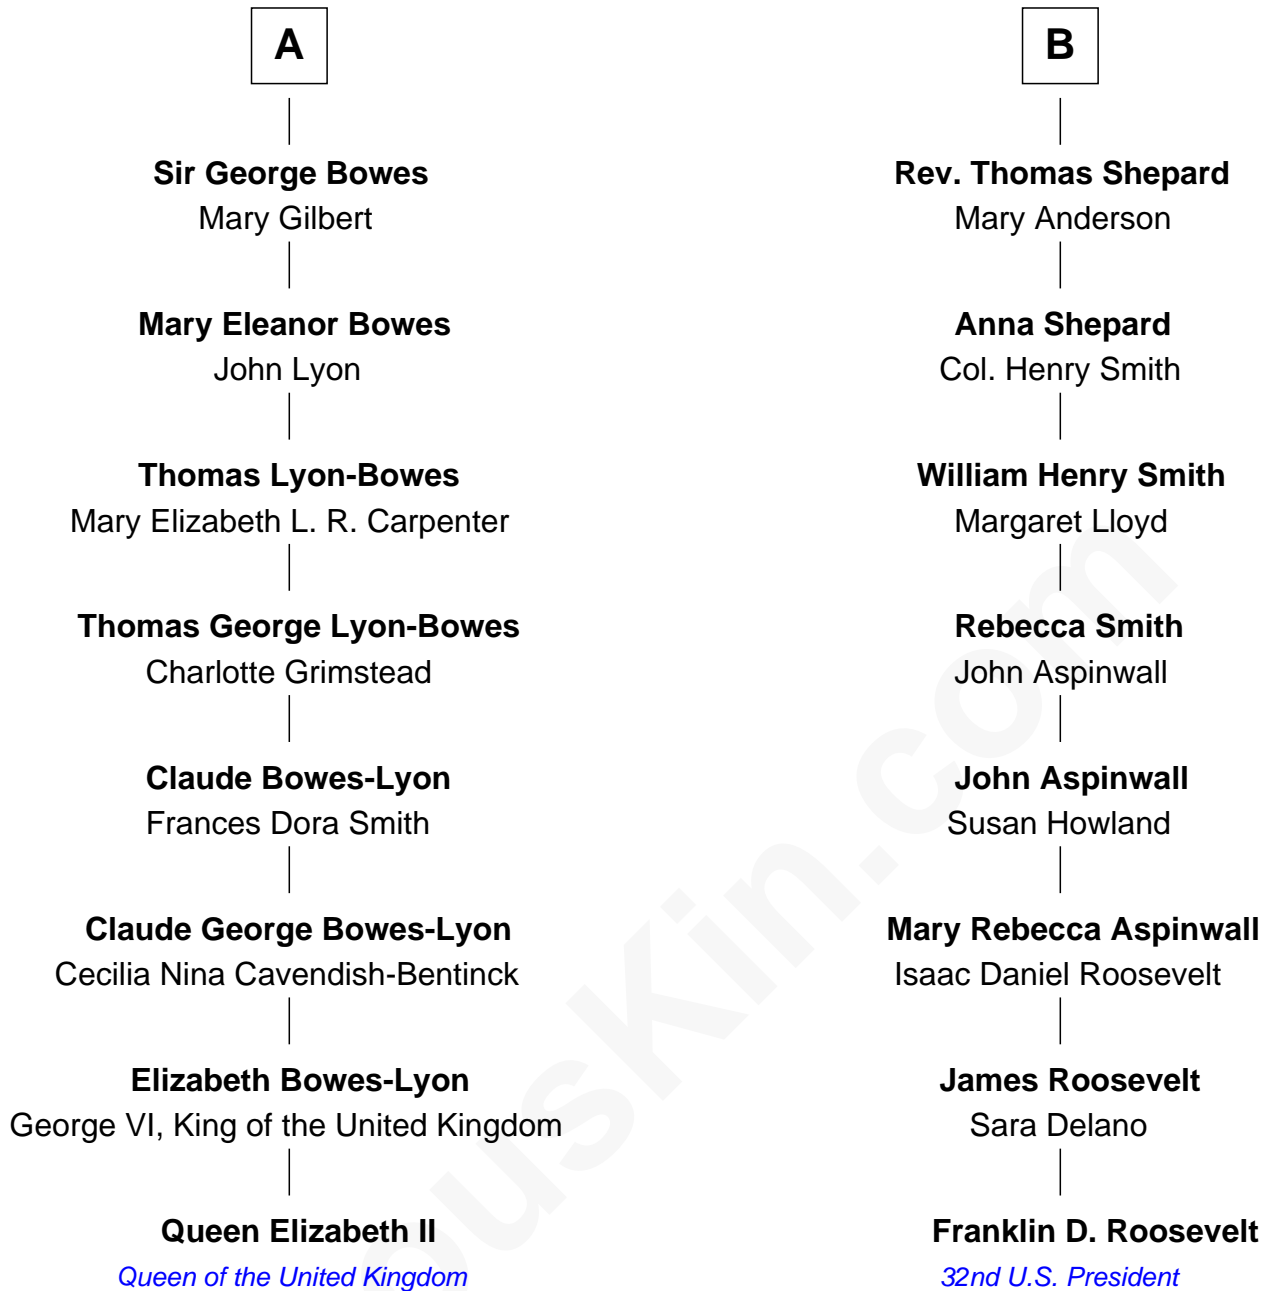 A
Sir George Bowes
Mary Gilbert
Mary Eleanor Bowes
John Lyon
Thomas Lyon-Bowes
Mary Elizabeth L. R. Carpenter
Thomas George Lyon-Bowes
Charlotte Grimstead
Claude Bowes-Lyon
Frances Dora Smith
Claude George Bowes-Lyon
Cecilia Nina Cavendish-Bentinck
Elizabeth Bowes-Lyon
George VI, King of the United Kingdom
Queen Elizabeth II
Queen of the United Kingdom
B
Rev. Thomas Shepard
Mary Anderson
Anna Shepard
Col. Henry Smith
William Henry Smith
Margaret Lloyd
Rebecca Smith
John Aspinwall
John Aspinwall
Susan Howland
Mary Rebecca Aspinwall
Isaac Daniel Roosevelt
James Roosevelt
Sara Delano
Franklin D. Roosevelt
32nd U.S. President
ousKin.com